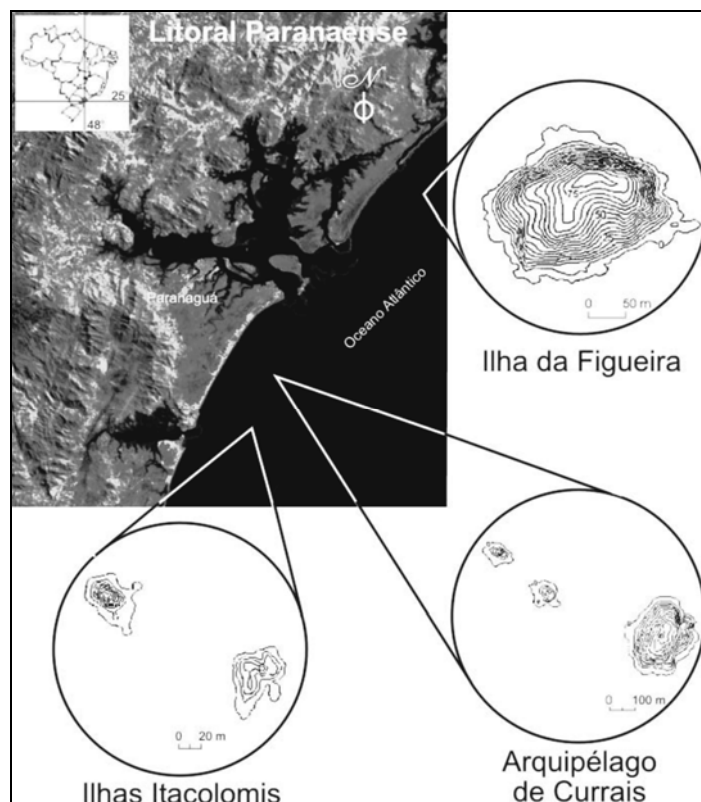 Litoral Paranaense
N
25°
48°
Paranaguá
Oceano Atlântico
0 50 m
Ilha da Figueira
0 20 m
0 100 m
Ilhas Itacolomis
Arquipélago
de Currais